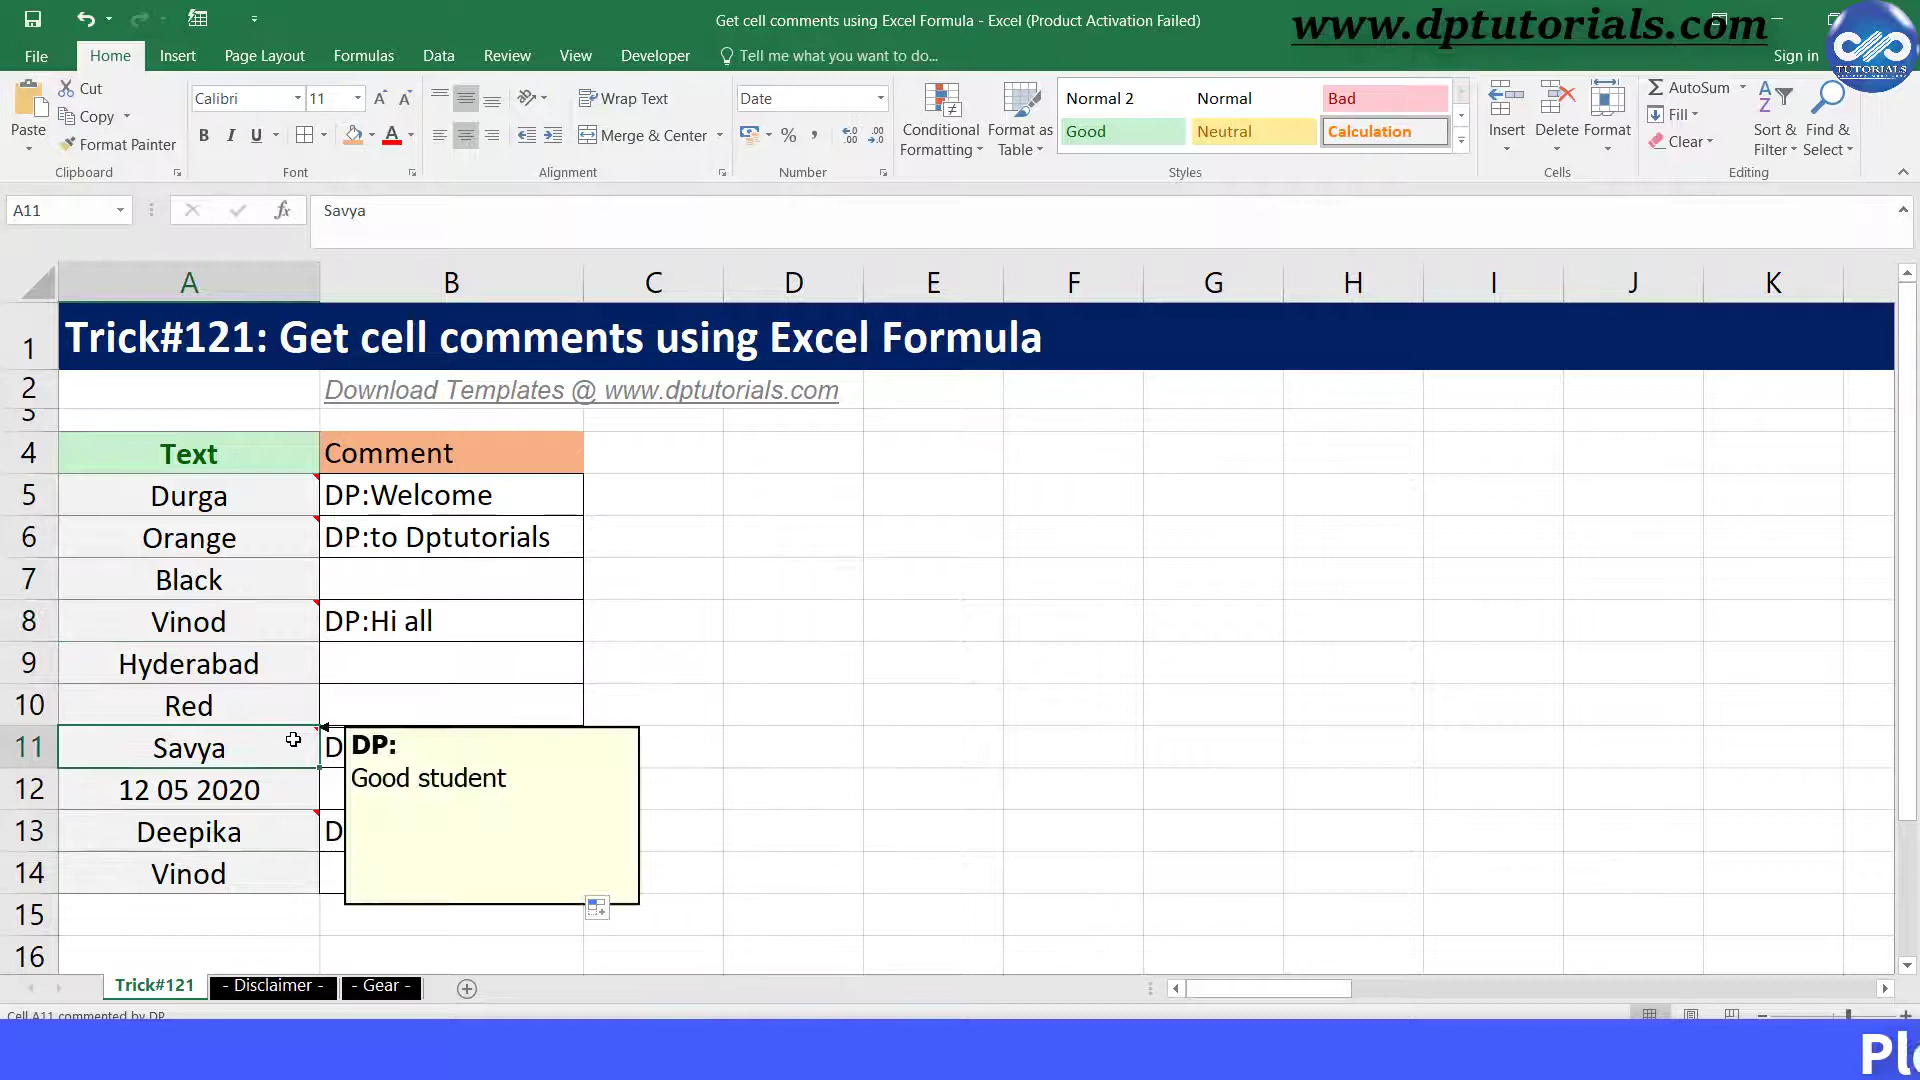 Get cell comments using Excel Formula - Excel (Product Activation Failed)
www.dptutorials.com
TUTORIALS
File Home Insert Page Layout Formulas Data Review View Developer Tell me what you want to do... Sign in
Paste
Cut
Copy
Format Painter
Clipboard
Calibri 11
B I U
Font
Wrap Text
Merge & Center
Alignment
Date
%
Number
Conditional Formatting
Format as Table
Normal 2 Normal Bad
Good Neutral Calculation
Styles
Insert Delete Format
Cells
AutoSum
Fill
Clear
Sort & Filter
Find & Select
Editing
A11 fx Savya
A B C D E F G H I J K
1 Trick#121: Get cell comments using Excel Formula
2 Download Templates @ www.dptutorials.com
3
4 Text Comment
5 Durga DP:Welcome
6 Orange DP:to Dptutorials
7 Black
8 Vinod DP:Hi all
9 Hyderabad
10 Red
11 Savya D
DP:
Good student
12 12 05 2020
13 Deepika D
14 Vinod
15
16
Trick#121 - Disclaimer - - Gear -
Cell A11 commented by DP